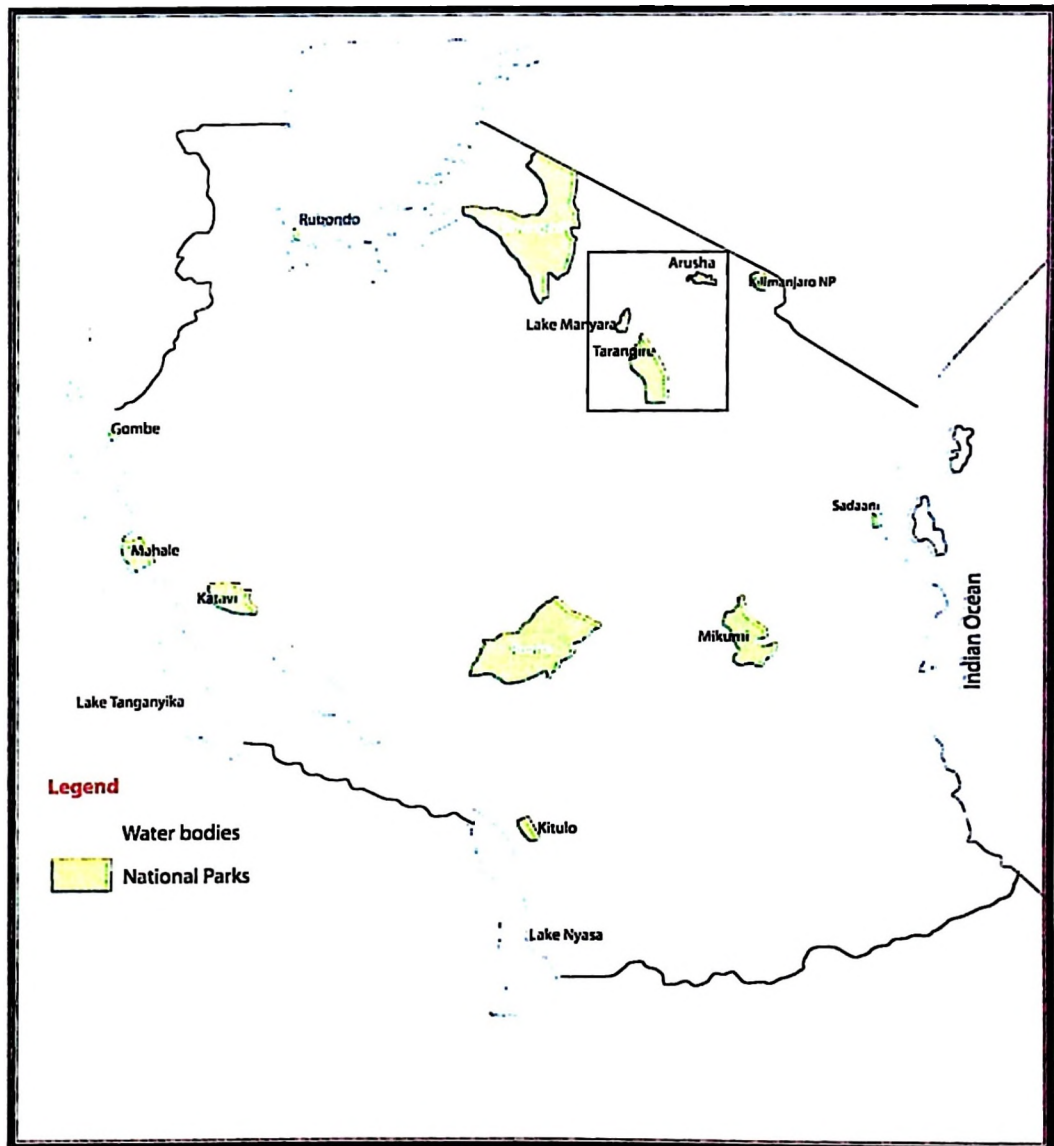 Rubondo
Arusha
Kilimanjaro NP
Lake Manyara
Tarangire
Gombe
Sadaani
Mahale
Katavi
Mikumi
Indian Ocean
Lake Tanganyika
Legend
Kitulo
Water bodies
National Parks
Lake Nyasa